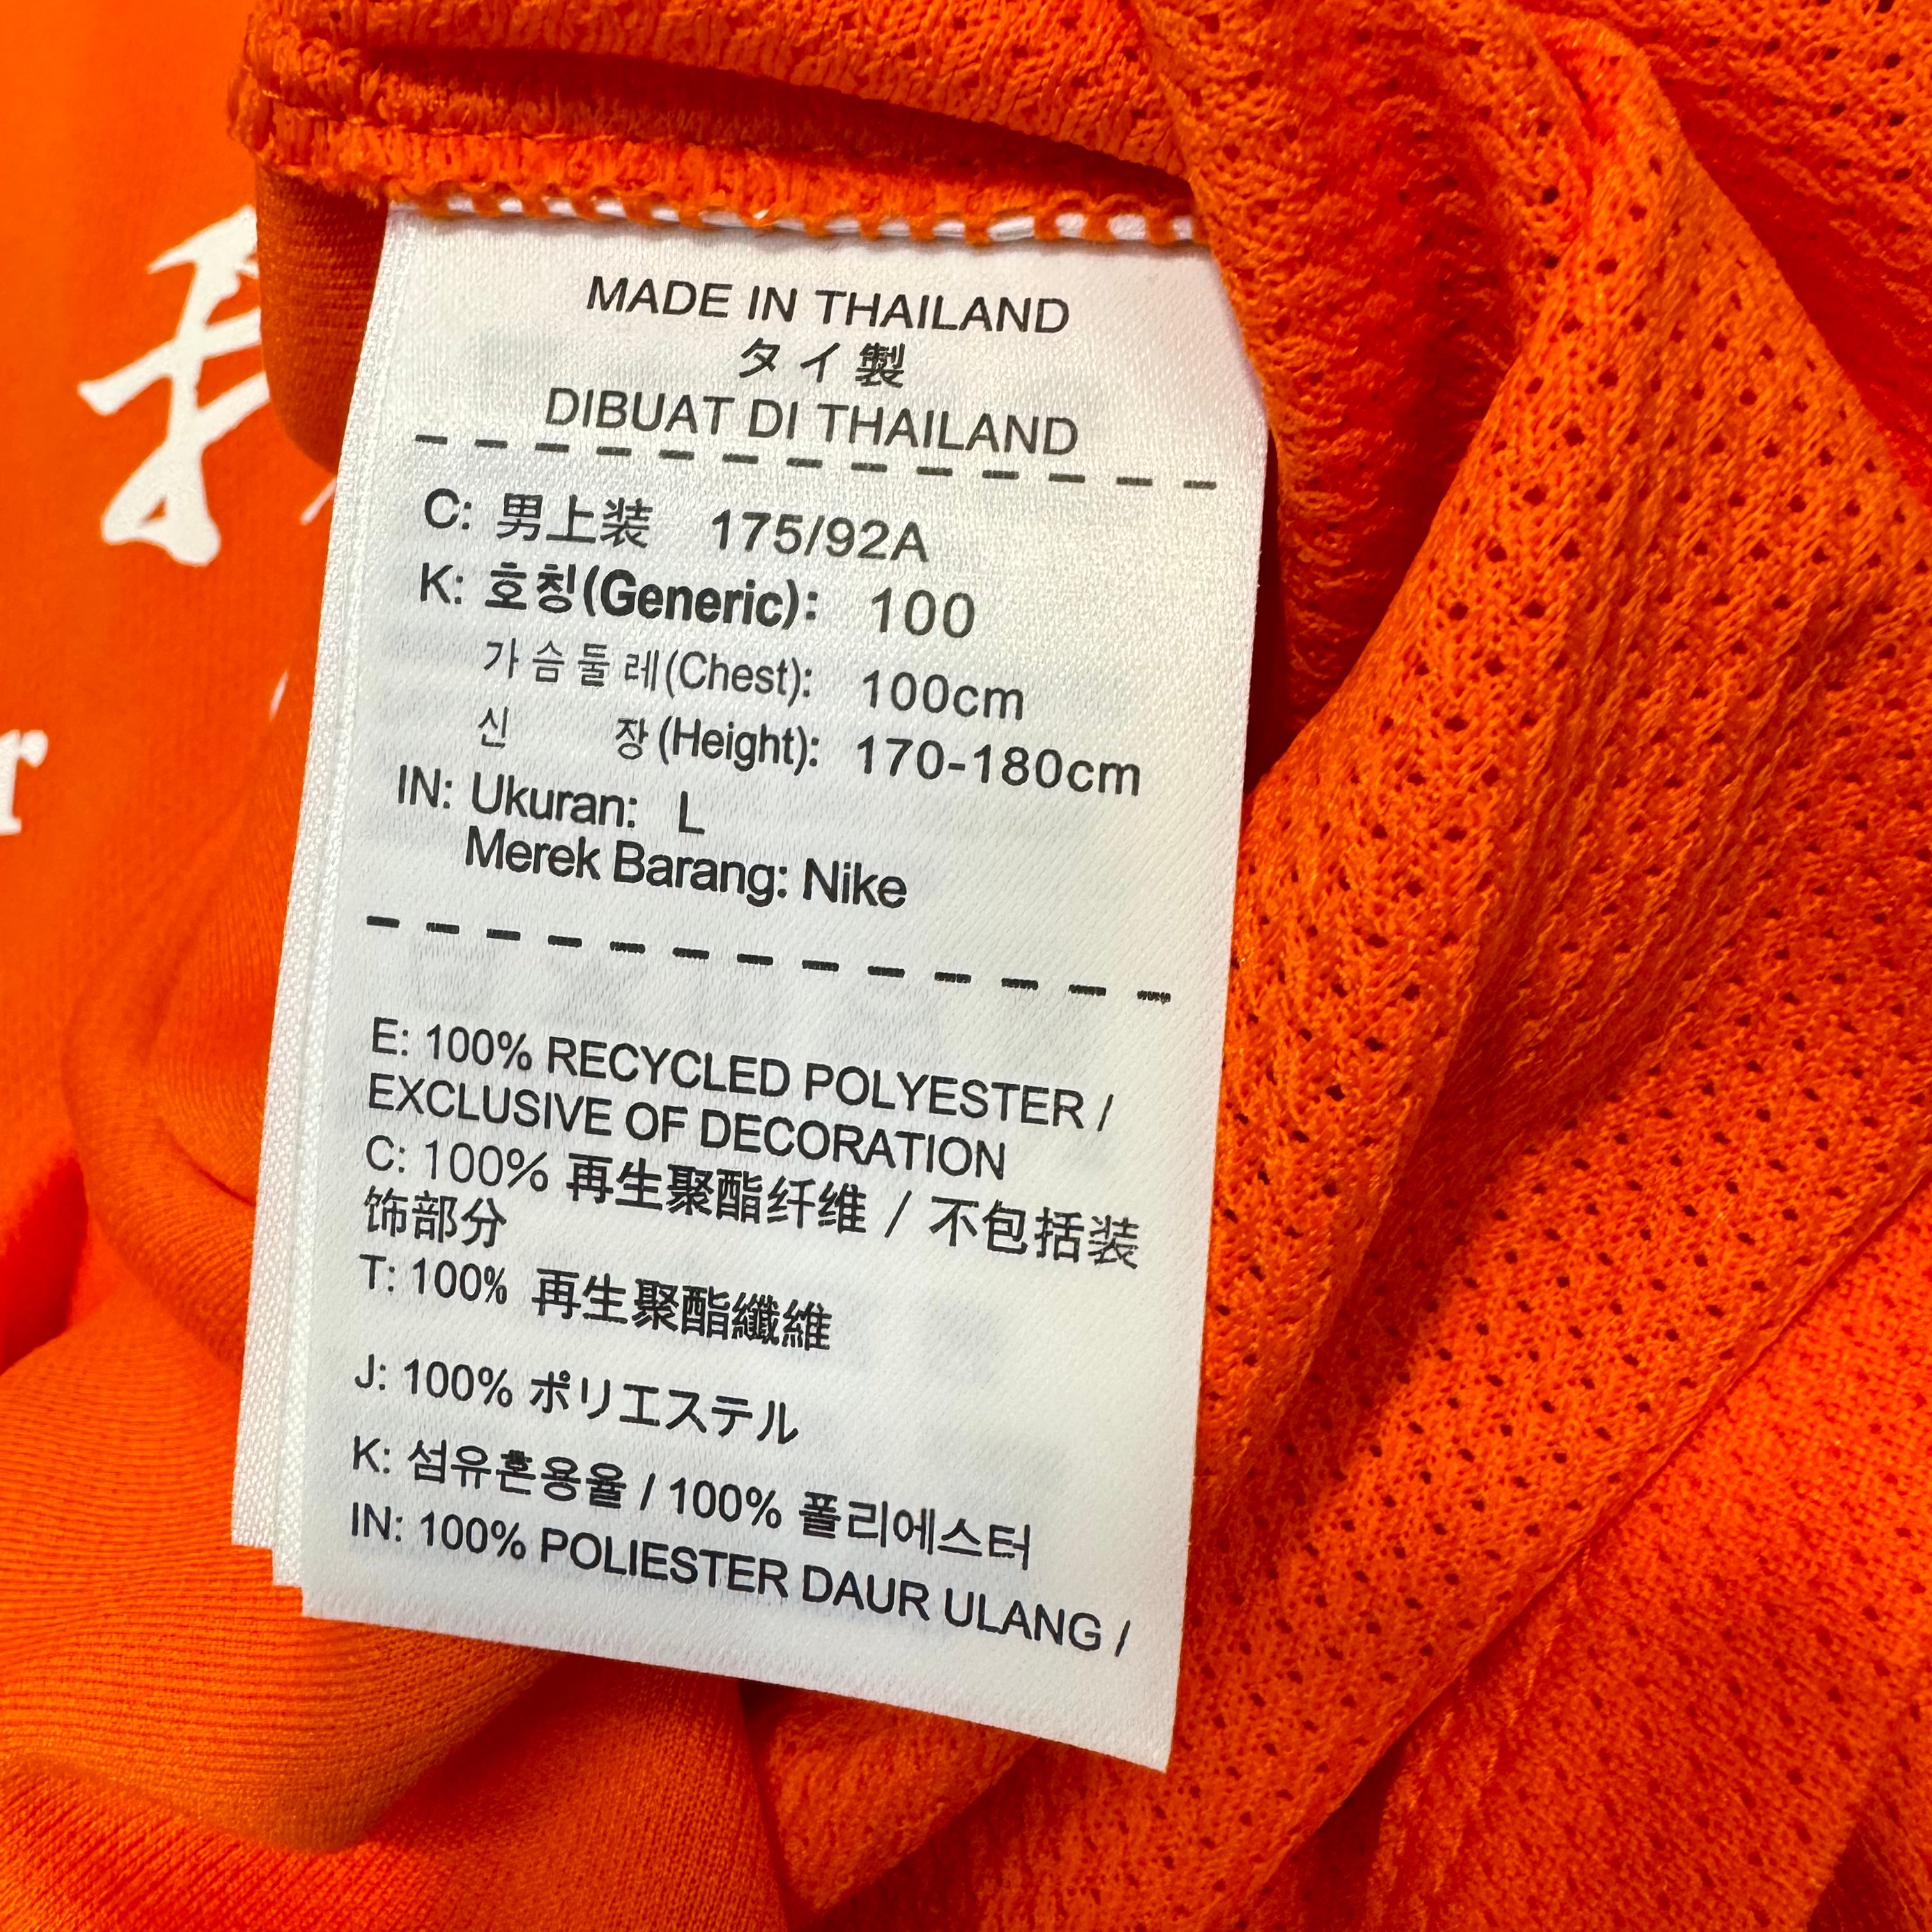 MADE IN THAILAND
タイ製
DIBUAT DI THAILAND
C: 男上装 175/92A
K: 호칭(Generic): 100
가슴둘레(Chest): 100cm
신 장(Height): 170-180cm
IN: Ukuran: L
Merek Barang: Nike
E: 100% RECYCLED POLYESTER /
EXCLUSIVE OF DECORATION
C: 100% 再生聚酯纤维 / 不包括装
饰部分
T: 100% 再生聚酯纖維
J: 100% ポリエステル
K: 섬유혼용율 / 100% 폴리에스터
IN: 100% POLIESTER DAUR ULANG /
r